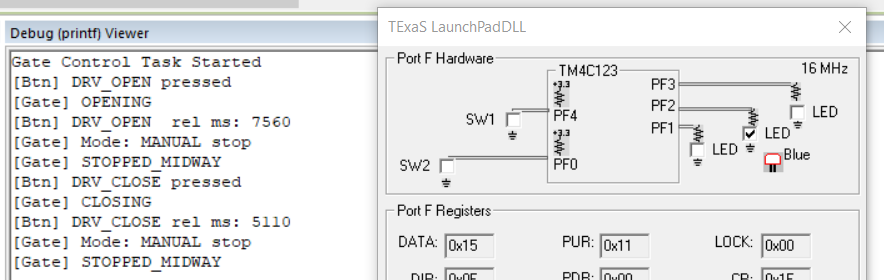 Debug (printf) Viewer
Gate Control Task Started
[Btn] DRV_OPEN pressed
[Gate] OPENING
[Btn] DRV_OPEN  rel ms: 7560
[Gate] Mode: MANUAL stop
[Gate] STOPPED_MIDWAY
[Btn] DRV_CLOSE pressed
[Gate] CLOSING
[Btn] DRV_CLOSE rel ms: 5110
[Gate] Mode: MANUAL stop
[Gate] STOPPED_MIDWAY
TExaS LaunchPadDLL
Port F Hardware
TM4C123
16 MHz
+3.3
PF3
PF2
LED
SW1
PF4
PF1
LED
+3.3
LED
SW2
PF0
Blue
Port F Registers
DATA: 0x15
PUR: 0x11
LOCK: 0x00
DIR: 0x0E
PDR: 0x00
CR: 0x1F